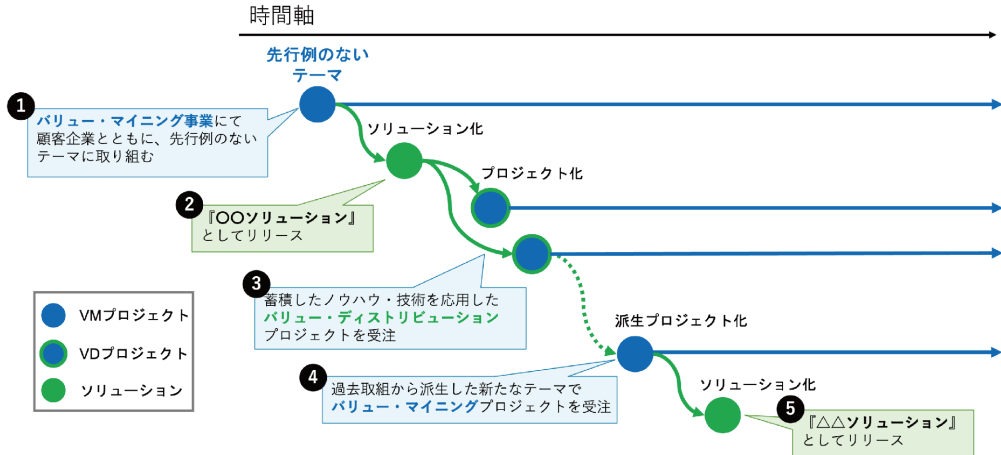 時間軸
先行例のない
テーマ
1
バリュー・マイニング事業にて
顧客企業とともに、先行例のない
テーマに取り組む
ソリューション化
プロジェクト化
2
『〇〇ソリューション』
としてリリース
3
蓄積したノウハウ・技術を応用した
バリュー・ディストリビューション
プロジェクトを受注
VMプロジェクト
VDプロジェクト
ソリューション
派生プロジェクト化
4
過去取組から派生した新たなテーマで
バリュー・マイニングプロジェクトを受注
ソリューション化
5
『△△ソリューション』
としてリリース